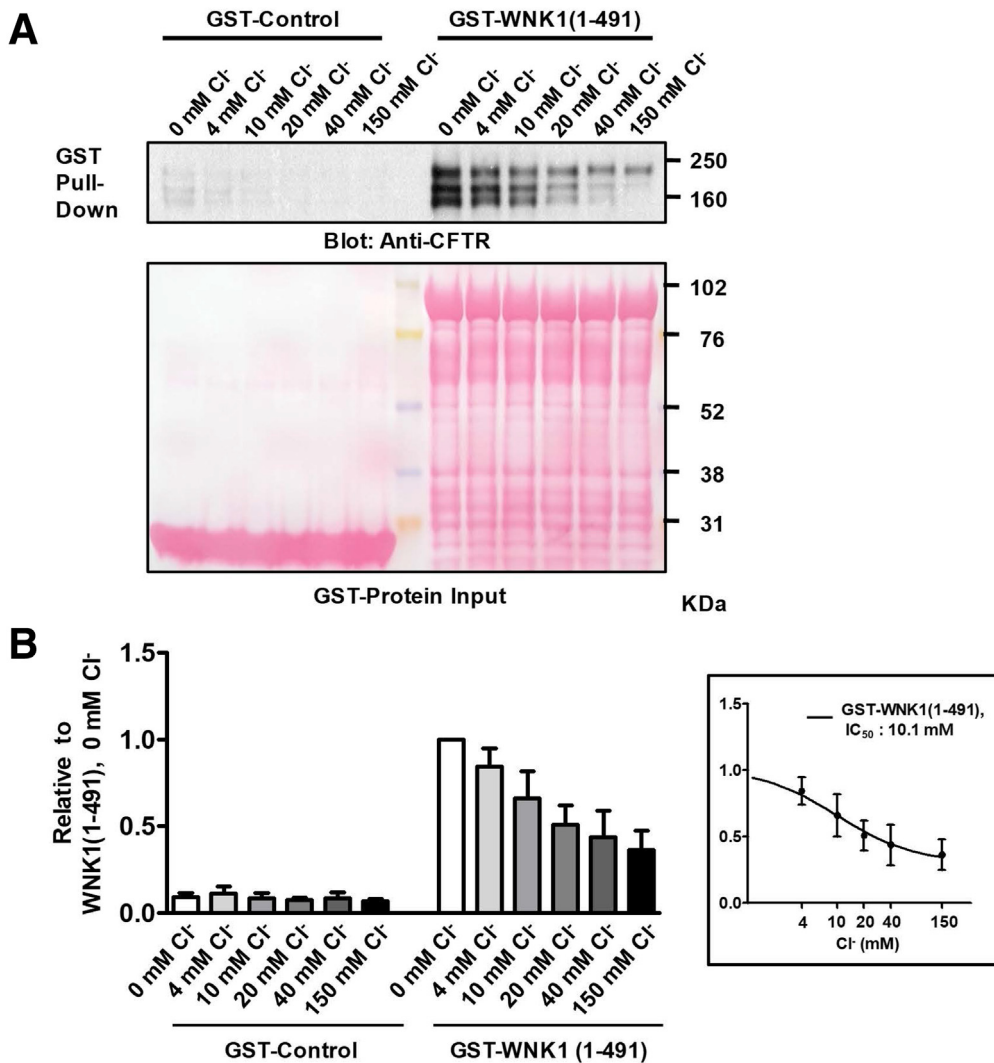 A
GST-Control GST-WNK1(1-491)
0 mM Cl- 4 mM Cl- 10 mM Cl- 20 mM Cl- 40 mM Cl- 150 mM Cl- 0 mM Cl- 4 mM Cl- 10 mM Cl- 20 mM Cl- 40 mM Cl- 150 mM Cl-
GST
Pull-
Down
250
160
Blot: Anti-CFTR
102
76
52
38
31
GST-Protein Input
KDa
B
Relative to
WNK1(1-491), 0 mM Cl-
1.5
1.0
0.5
0.0
0 mM Cl- 4 mM Cl- 10 mM Cl- 20 mM Cl- 40 mM Cl- 150 mM Cl- 0 mM Cl- 4 mM Cl- 10 mM Cl- 20 mM Cl- 40 mM Cl- 150 mM Cl-
GST-Control GST-WNK1 (1-491)
1.5
1.0
0.5
0.0
GST-WNK1(1-491),
IC50 : 10.1 mM
4 10 20 40 150
Cl- (mM)